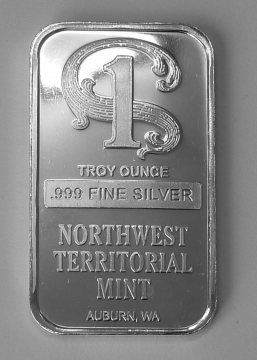 1
TROY OUNCE
.999 FINE SILVER
NORTHWEST
TERRITORIAL
MINT
AUBURN, WA